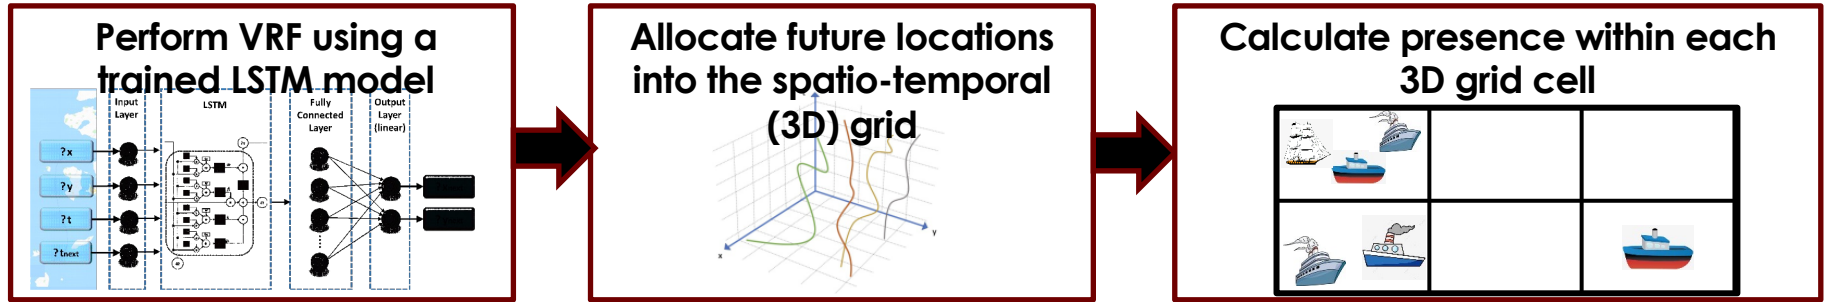 Perform VRF using a
trained LSTM model
Input
Layer
LSTM
Fully
Connected
Layer
Output
Layer
(linear)
?x
?y
?t
?tnext
Allocate future locations
into the spatio-temporal
(3D) grid
x
y
Calculate presence within each
3D grid cell